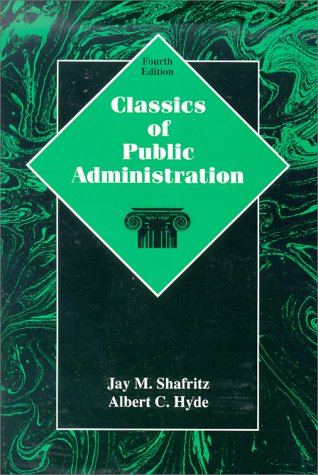 Fourth
Edition
Classics
of
Public
Administration
Jay M. Shafritz
Albert C. Hyde